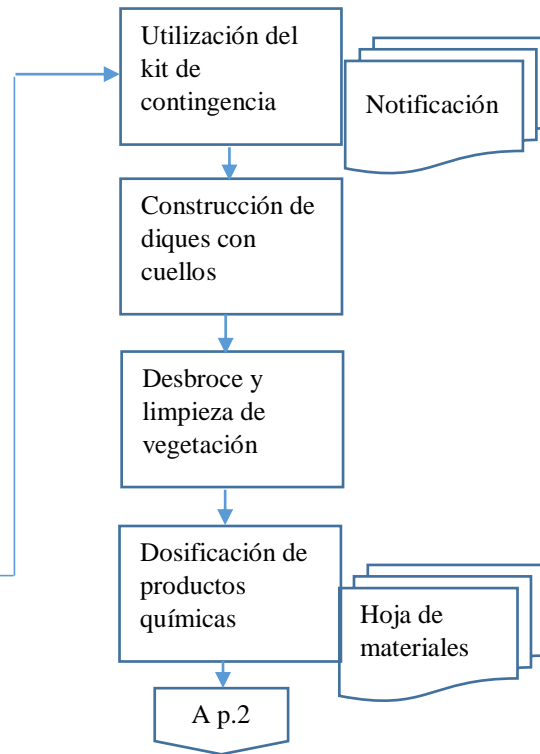 Utilización del
kit de
contingencia
Notificación
Construcción de
diques con
cuellos
Desbroce y
limpieza de
vegetación
Dosificación de
productos
químicas
Hoja de
materiales
A p.2